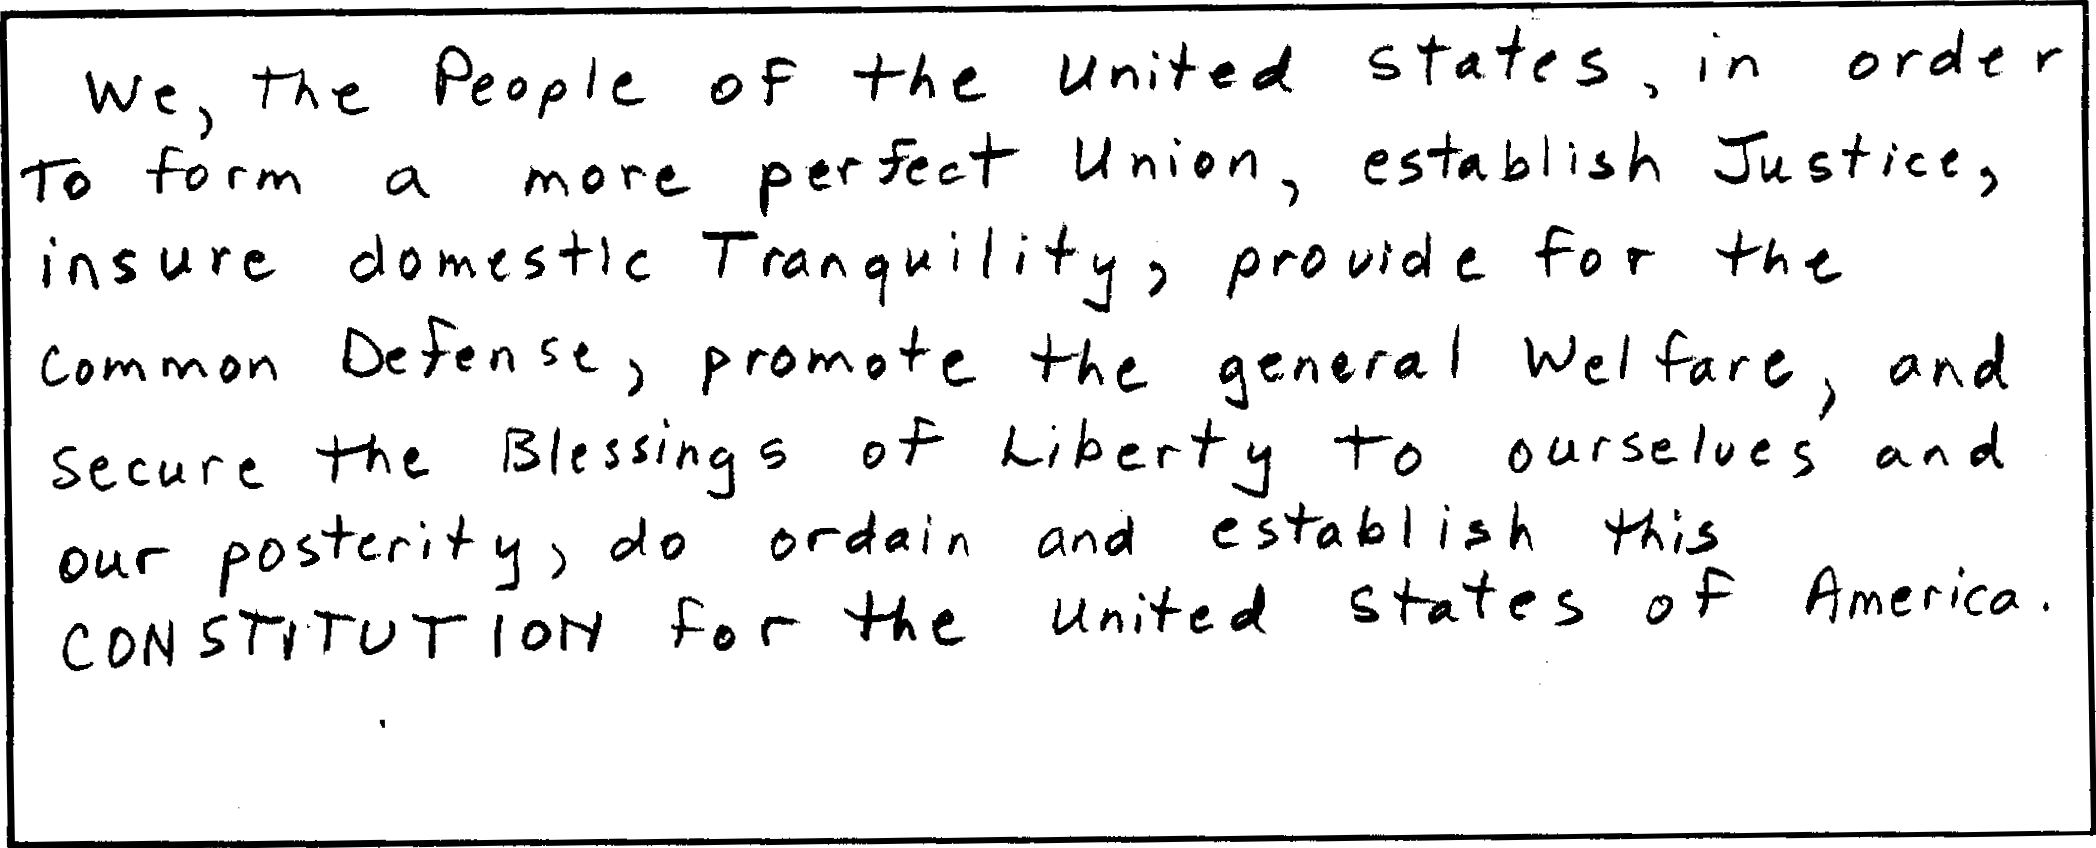 We, the People of the United States, in order
To form a more perfect Union, establish Justice,
insure domestic Tranquility, provide for the
common Defense, promote the general Welfare, and
secure the Blessings of Liberty to ourselves and
our posterity, do ordain and establish this
CONSTITUTION for the United States of America.